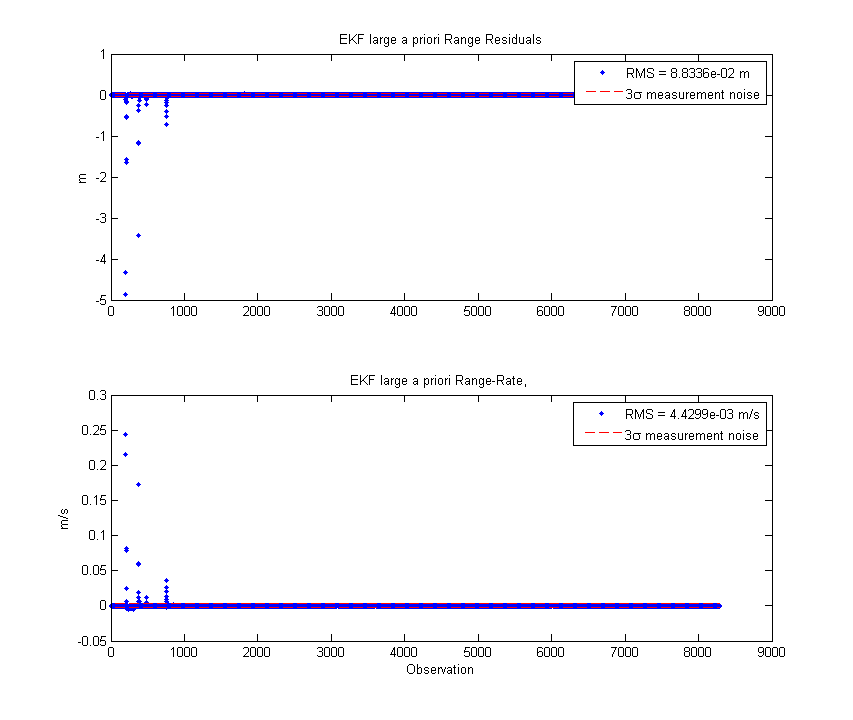 EKF large a priori Range Residuals
1
0
-1
-2
-3
-4
-5
m
RMS = 8.8336e-02 m
3σ measurement noise
0 1000 2000 3000 4000 5000 6000 7000 8000 9000
EKF large a priori Range-Rate,
0.3
0.25
0.2
0.15
0.1
0.05
0
-0.05
m/s
RMS = 4.4299e-03 m/s
3σ measurement noise
0 1000 2000 3000 4000 5000 6000 7000 8000 9000
Observation